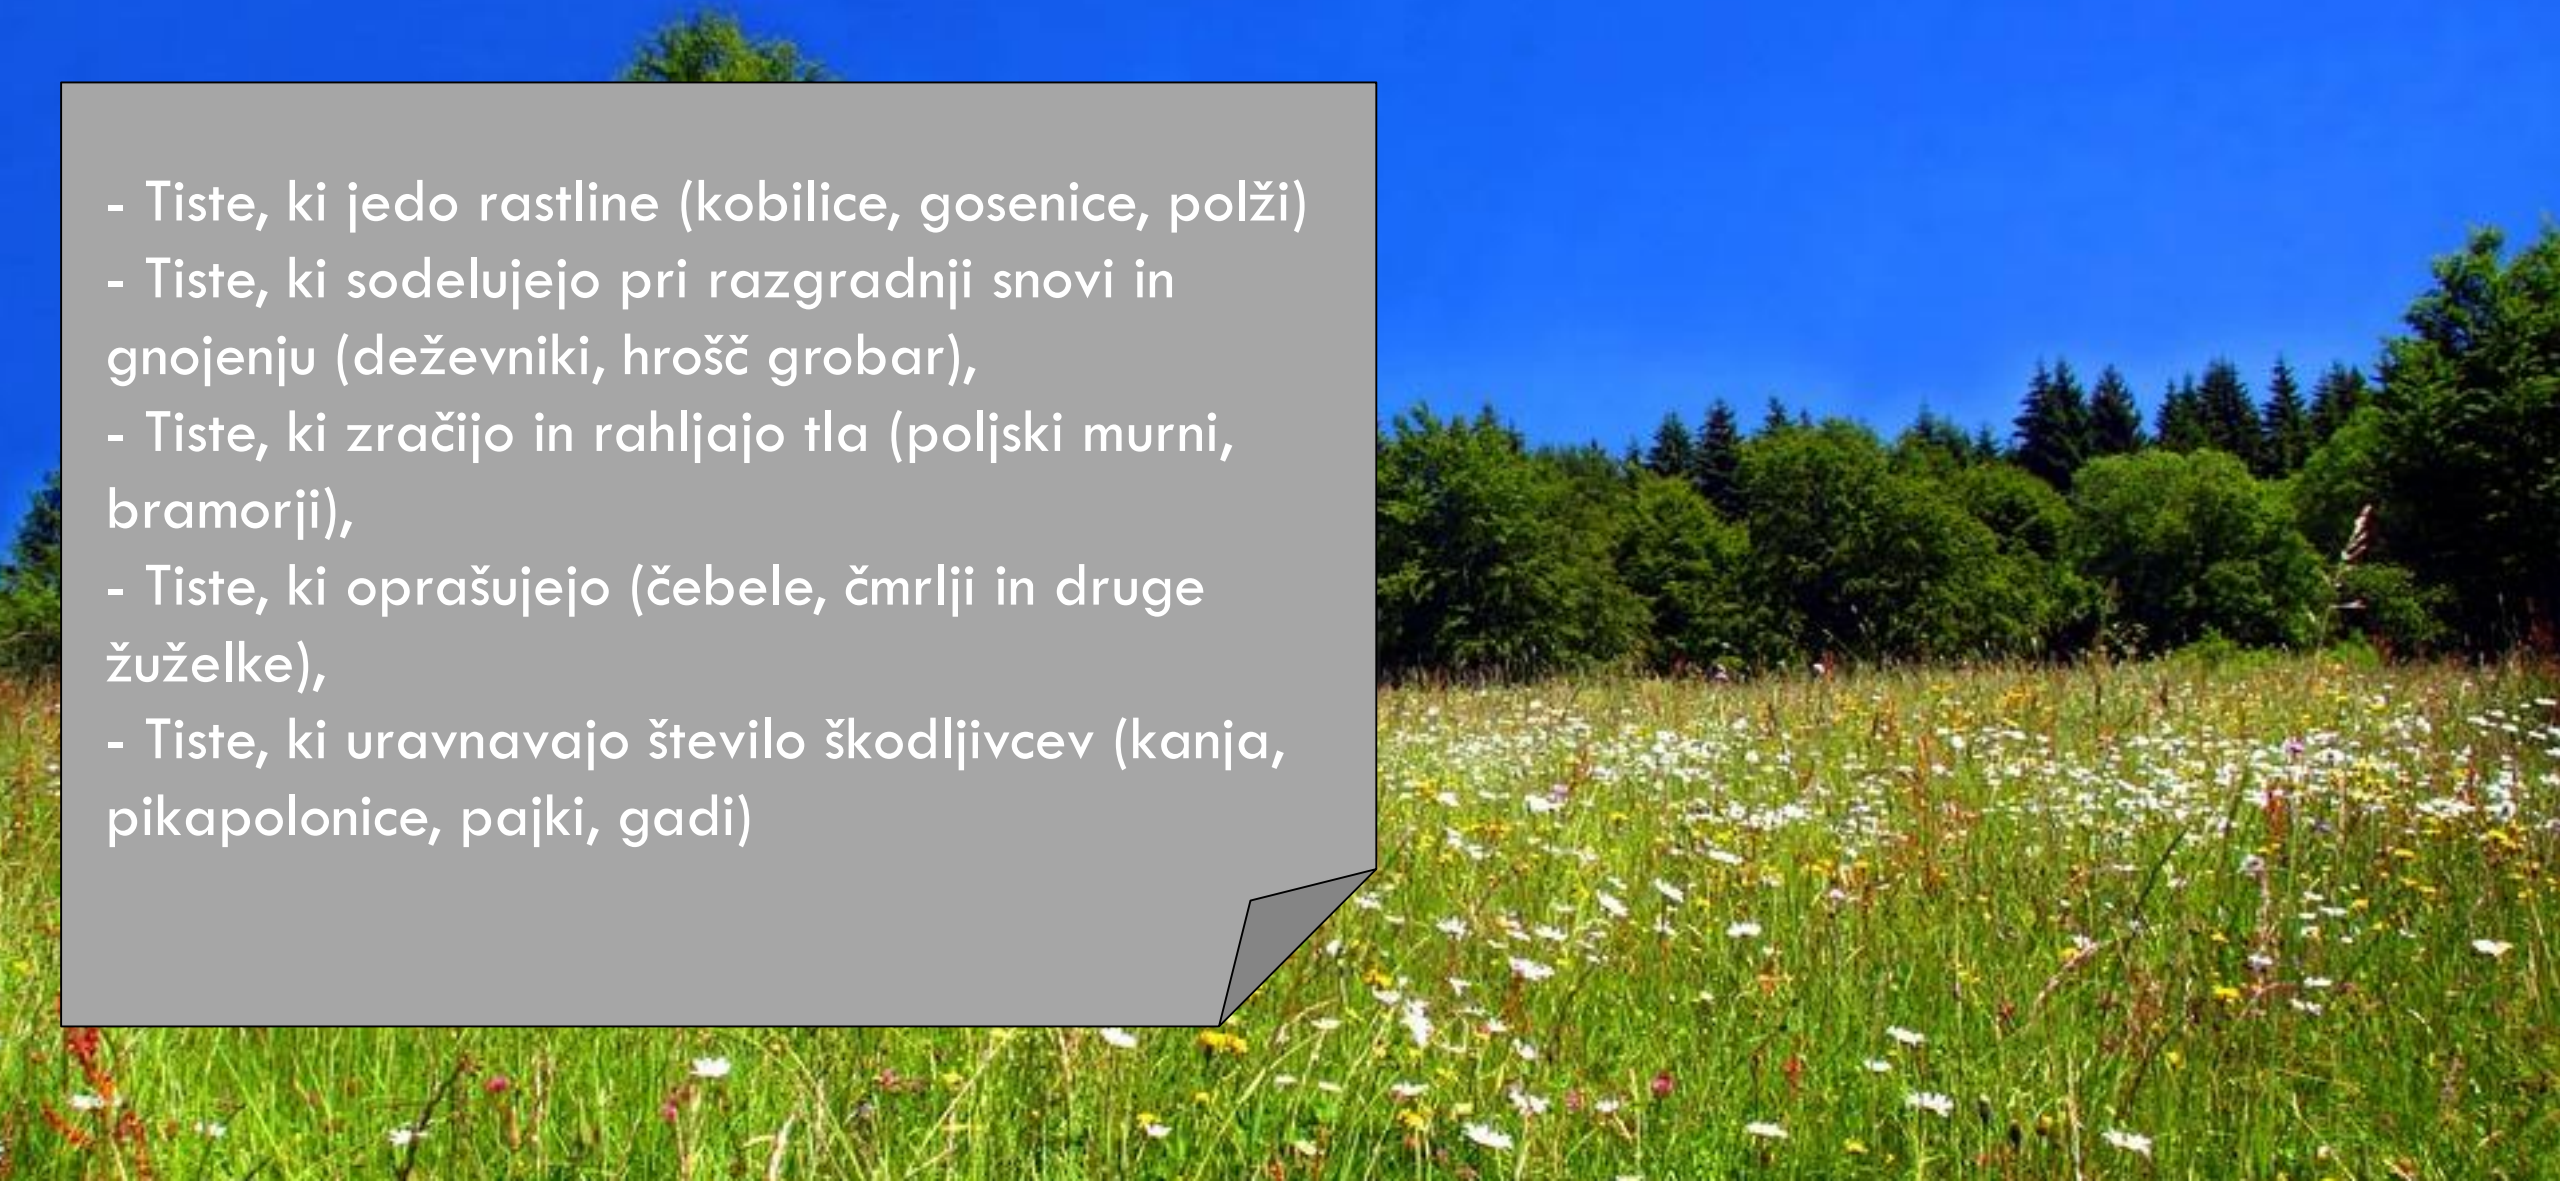 - Tiste, ki jedo rastline (kobilice, gosenice, polži)
- Tiste, ki sodelujejo pri razgradnji snovi in
gnojenju (deževniki, hrošč grobar),
- Tiste, ki zračijo in rahljajo tla (poljski murni,
bramorji),
- Tiste, ki oprašujejo (čebele, čmrlji in druge
žuželke),
- Tiste, ki uravnavajo število škodljivcev (kanja,
pikapolonice, pajki, gadi)